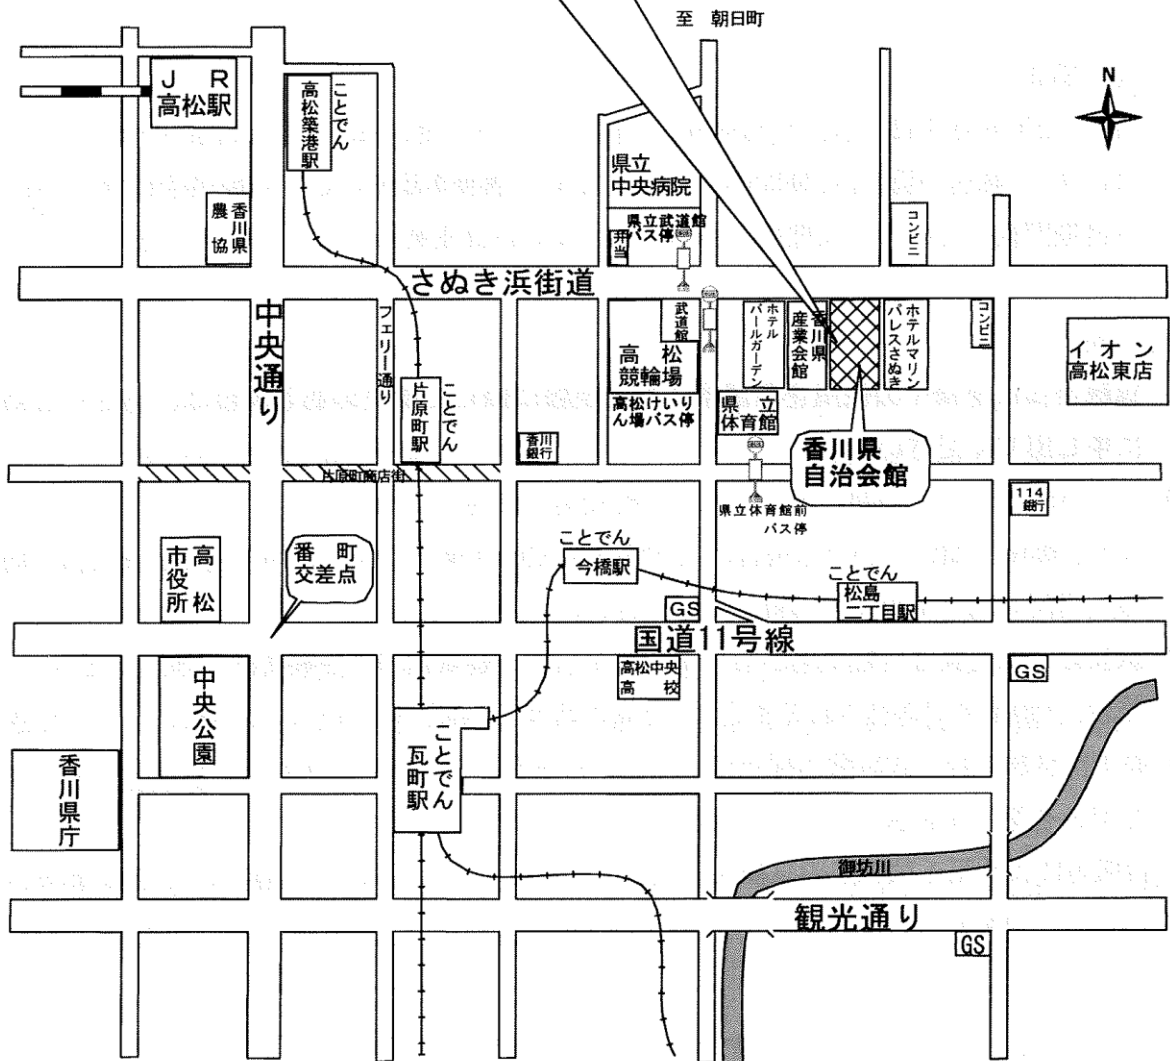 至 朝日町
N
ＪＲ
高松駅
ことでん
高松築港駅
県立
中央病院
香川県
農協
県立武道館
バス停
弁当
コンビニ
さぬき浜街道
中央通り
フェリー通り
武道館
高松
競輪場
高松けいり
ん場バス停
ホテル
パールガーデン
香川県
産業会館
ホテルマリン
パレスさぬき
コンビニ
イオン
高松東店
ことでん
片原町駅
県立
体育館
香川
銀行
香川県
自治会館
片原町商店街
県立体育館前
バス停
114
銀行
高松
市役所
番町
交差点
ことでん
今橋駅
ことでん
松島
二丁目駅
GS
国道11号線
高松中央
高校
GS
中央公園
ことでん
瓦町駅
香川県庁
御坊川
観光通り
GS